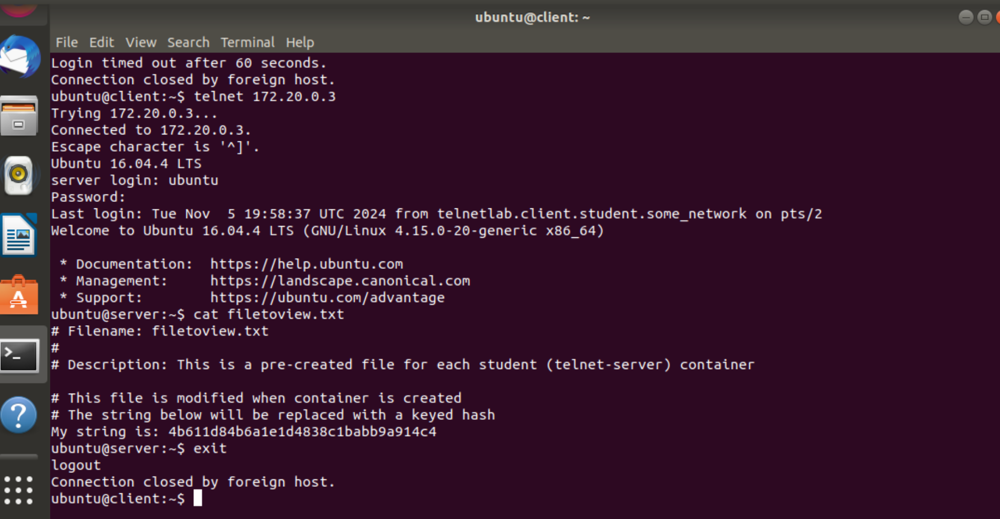 ubuntu@client: ~
File Edit View Search Terminal Help
Login timed out after 60 seconds.
Connection closed by foreign host.
ubuntu@client:~$ telnet 172.20.0.3
Trying 172.20.0.3...
Connected to 172.20.0.3.
Escape character is '^]'.
Ubuntu 16.04.4 LTS
server login: ubuntu
Password:
Last login: Tue Nov  5 19:58:37 UTC 2024 from telnetlab.client.student.some_network on pts/2
Welcome to Ubuntu 16.04.4 LTS (GNU/Linux 4.15.0-20-generic x86_64)

 * Documentation:  https://help.ubuntu.com
 * Management:     https://landscape.canonical.com
 * Support:        https://ubuntu.com/advantage
ubuntu@server:~$ cat filetoview.txt
# Filename: filetoview.txt
#
# Description: This is a pre-created file for each student (telnet-server) container

# This file is modified when container is created
# The string below will be replaced with a keyed hash
My string is: 4b611d84b6a1e1d4838c1babb9a914c4
ubuntu@server:~$ exit
logout
Connection closed by foreign host.
ubuntu@client:~$